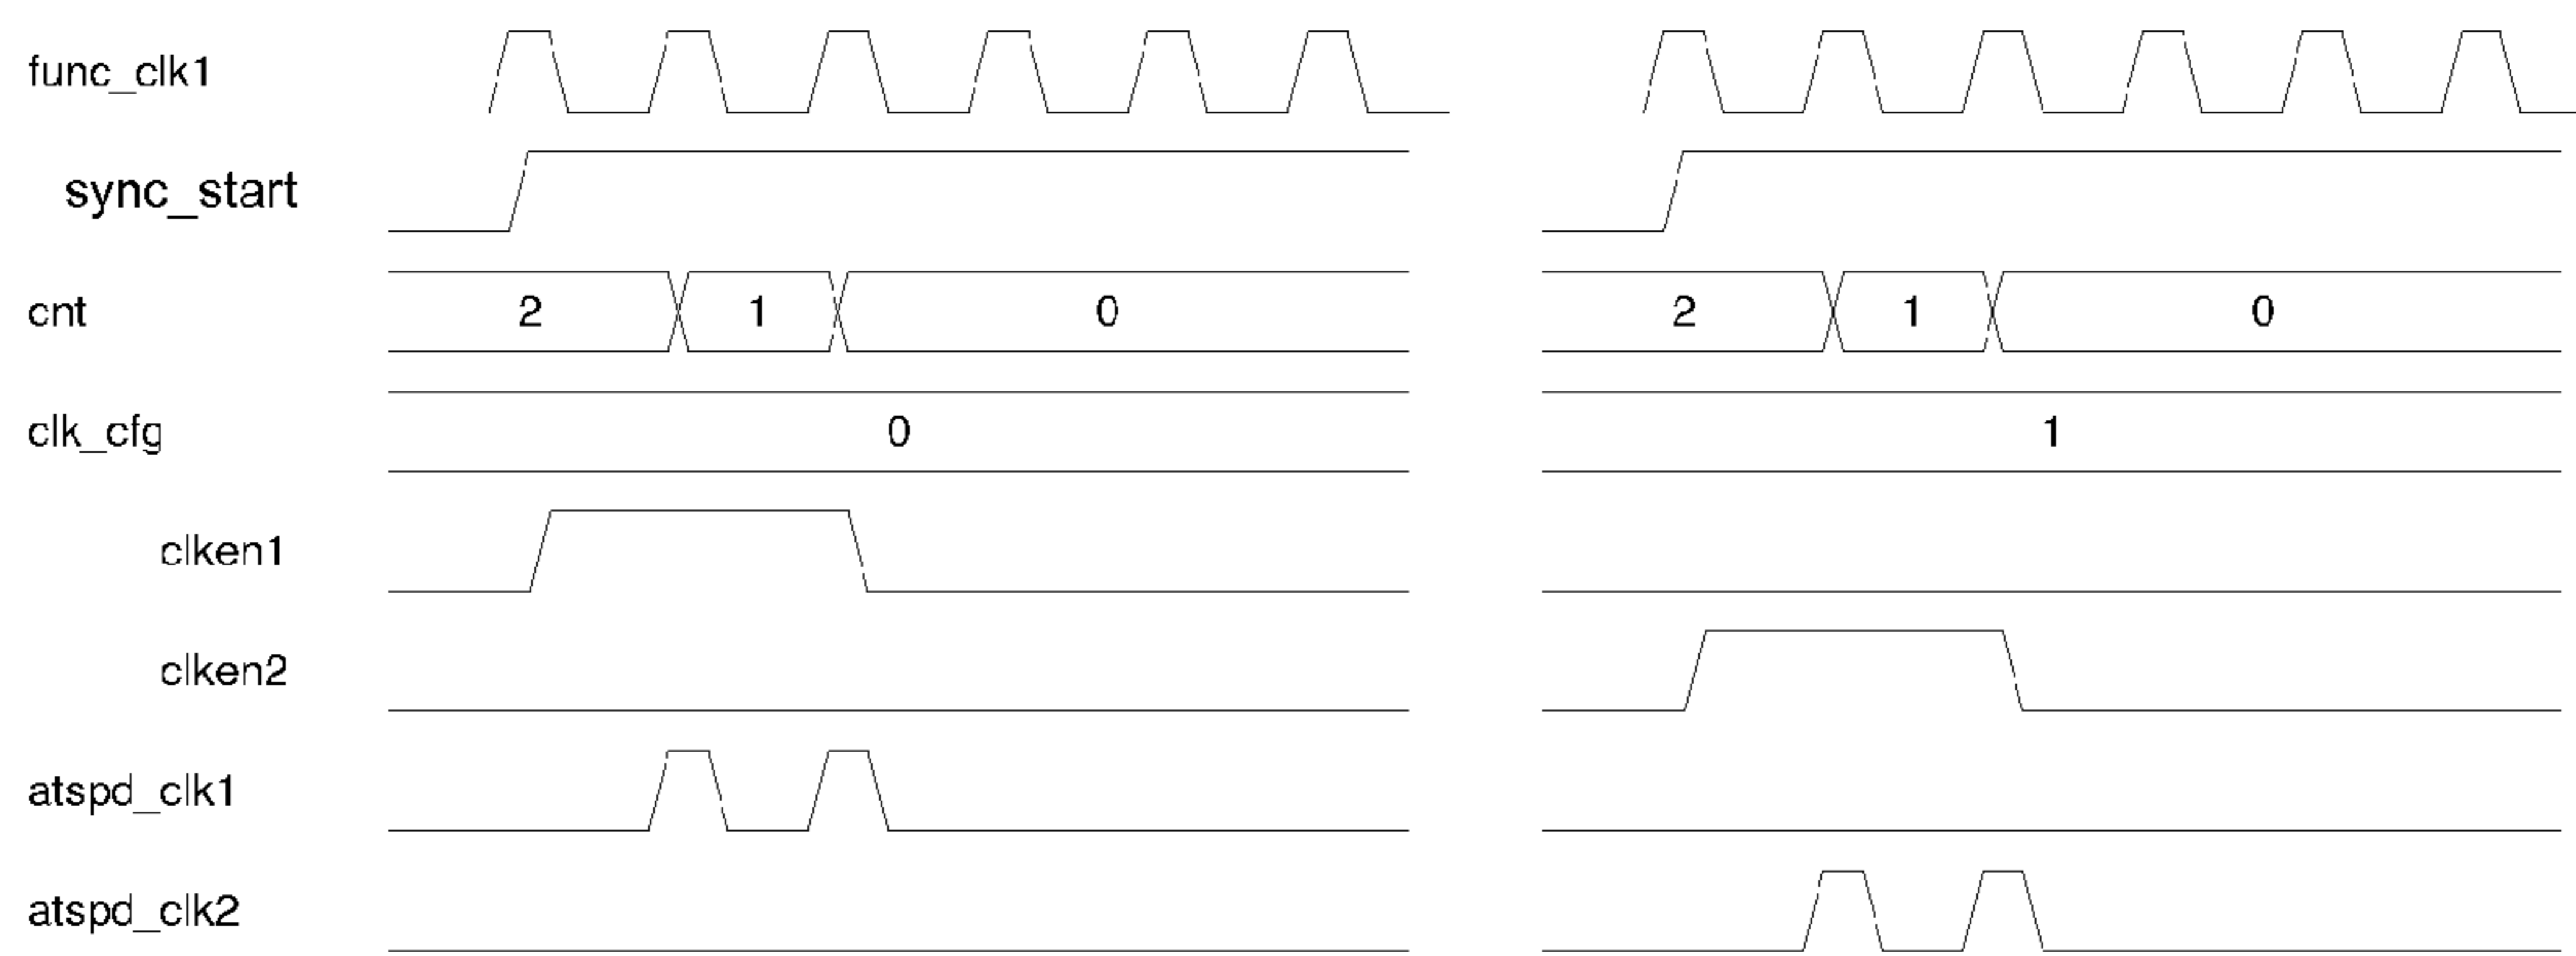 func_clk1
sync_start
cnt 2 1 0 2 1 0
clk_cfg 0 1
clken1
clken2
atspd_clk1
atspd_clk2